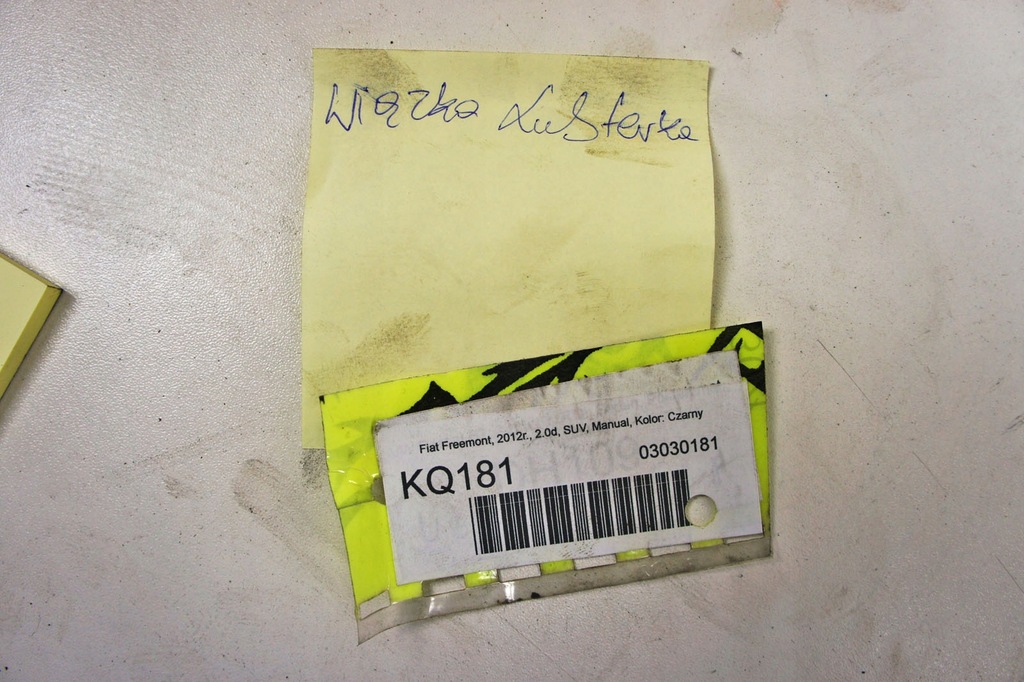 Wiązka Lusterka
Fiat Freemont, 2012r., 2.0d, SUV, Manual, Kolor: Czarny
KQ181
03030181